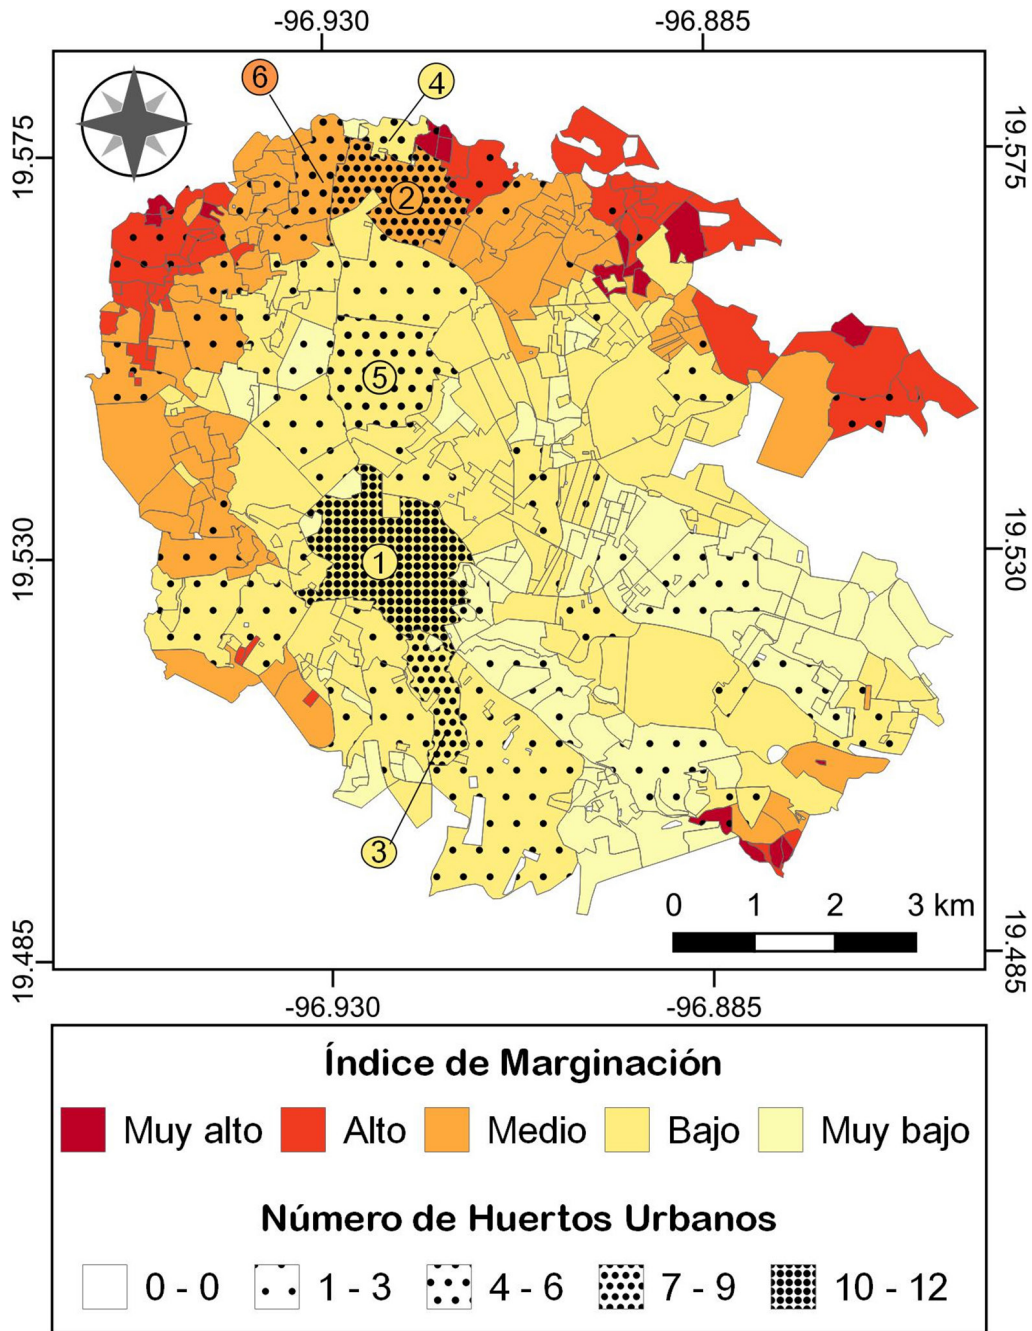 -96.930 -96.885
6 4
19.575 19.575
2
5
19.530 19.530
1
3
0 1 2 3 km
19.485 19.485
-96.930 -96.885
Índice de Marginación
Muy alto Alto Medio Bajo Muy bajo
Número de Huertos Urbanos
0 - 0 1 - 3 4 - 6 7 - 9 10 - 12